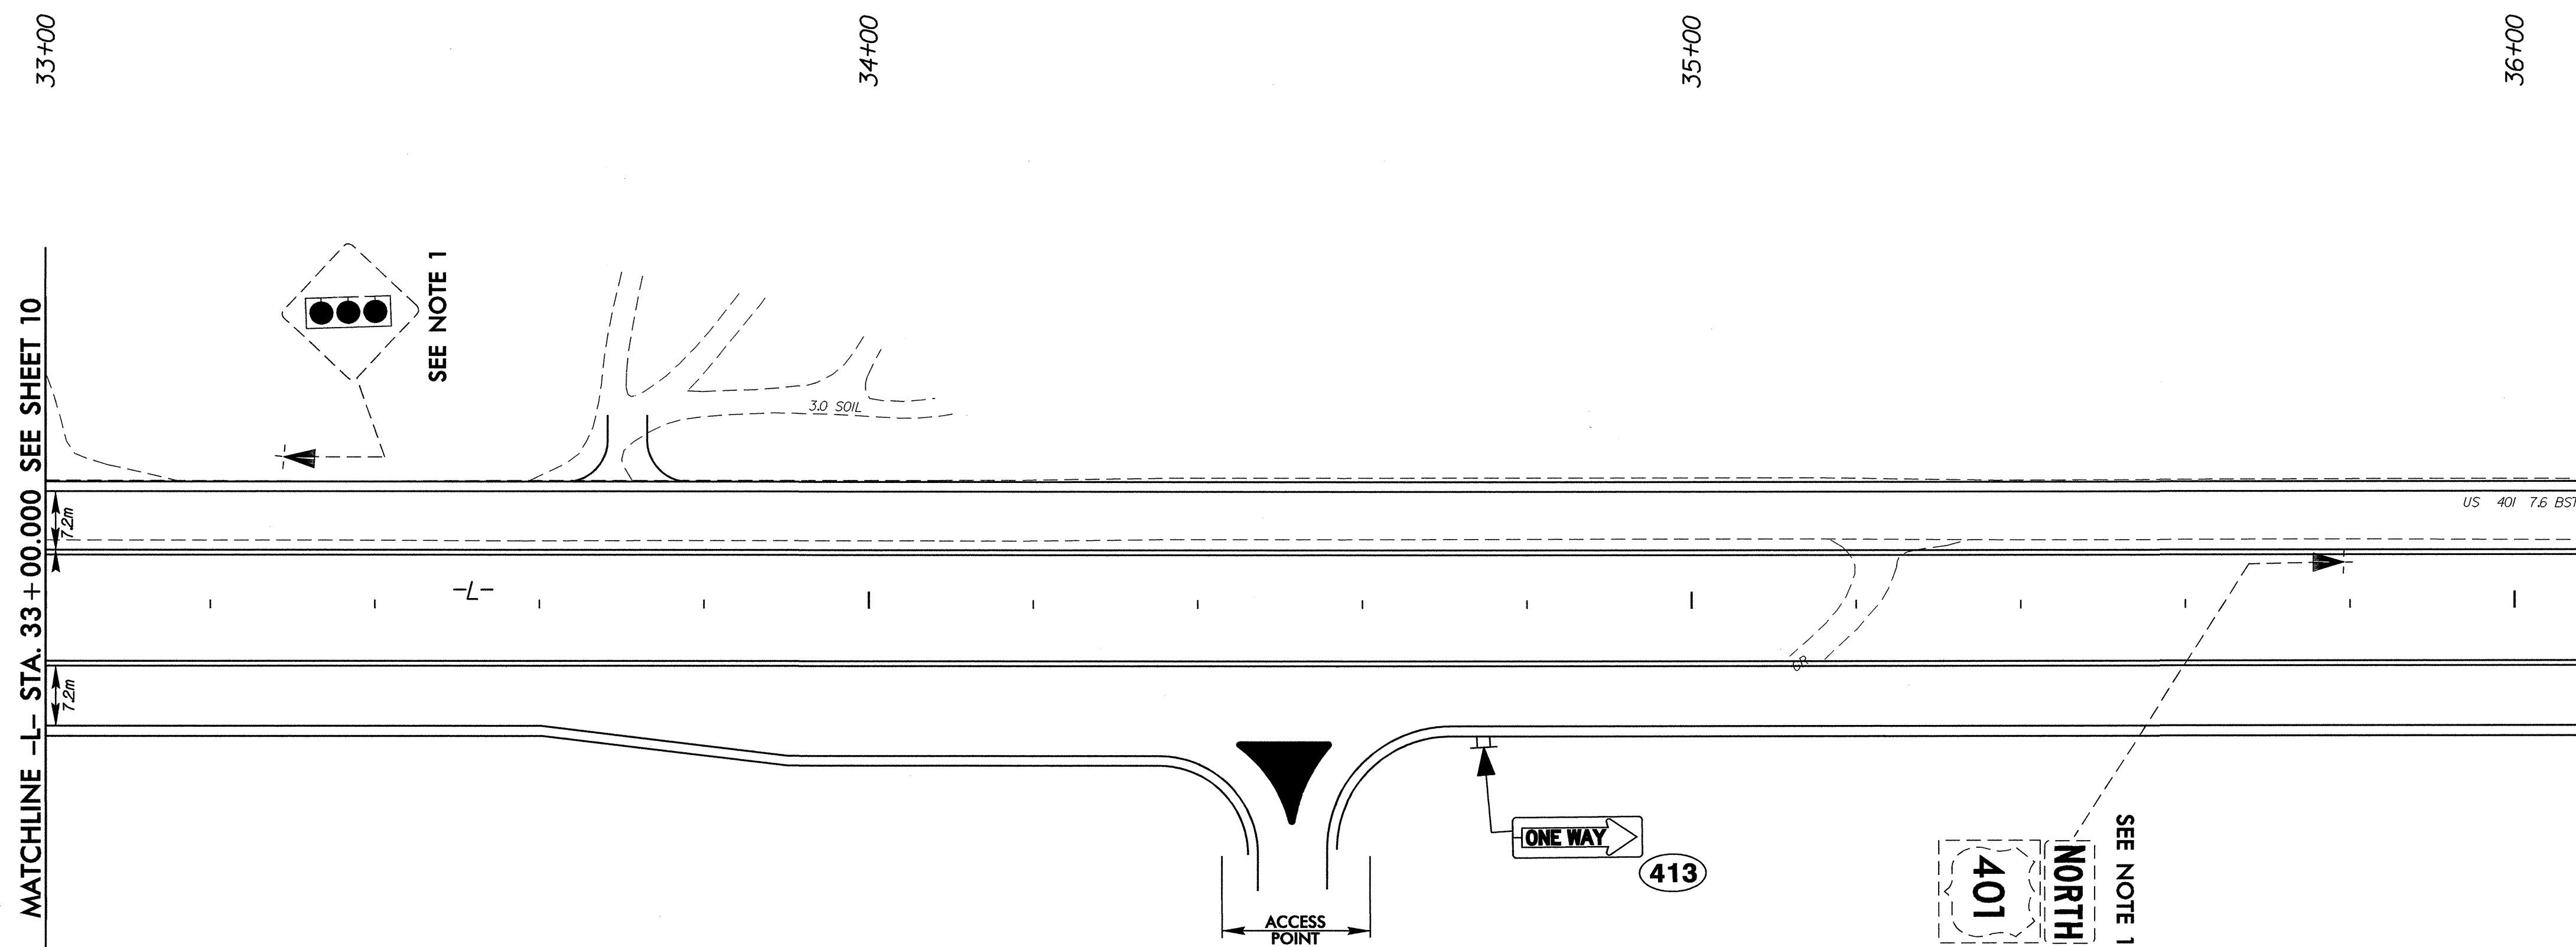 33+00
34+00
35+00
36+00
MATCHLINE -L- STA. 33+00.000 SEE SHEET 10
SEE NOTE 1
3.0 SOIL
7.2m
US 401 7.6 BST
-L-
GR
7.2m
ONE WAY
413
ACCESS
POINT
NORTH
401
SEE NOTE 1